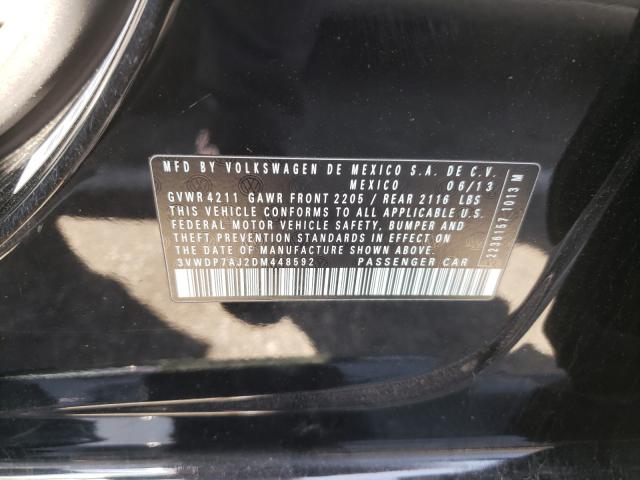 MFD BY VOLKSWAGEN DE MEXICO S.A. DE C.V.
MEXICO 06/13
GVWR 4211 GAWR FRONT 2205 / REAR 2116 LBS
THIS VEHICLE CONFORMS TO ALL APPLICABLE U.S.
FEDERAL MOTOR VEHICLE SAFETY, BUMPER AND
THEFT PREVENTION STANDARDS IN EFFECT
ON THE DATE OF MANUFACTURE SHOWN ABOVE.
3VWDP7AJ2DM448592 PASSENGER CAR
2236157 1013 M